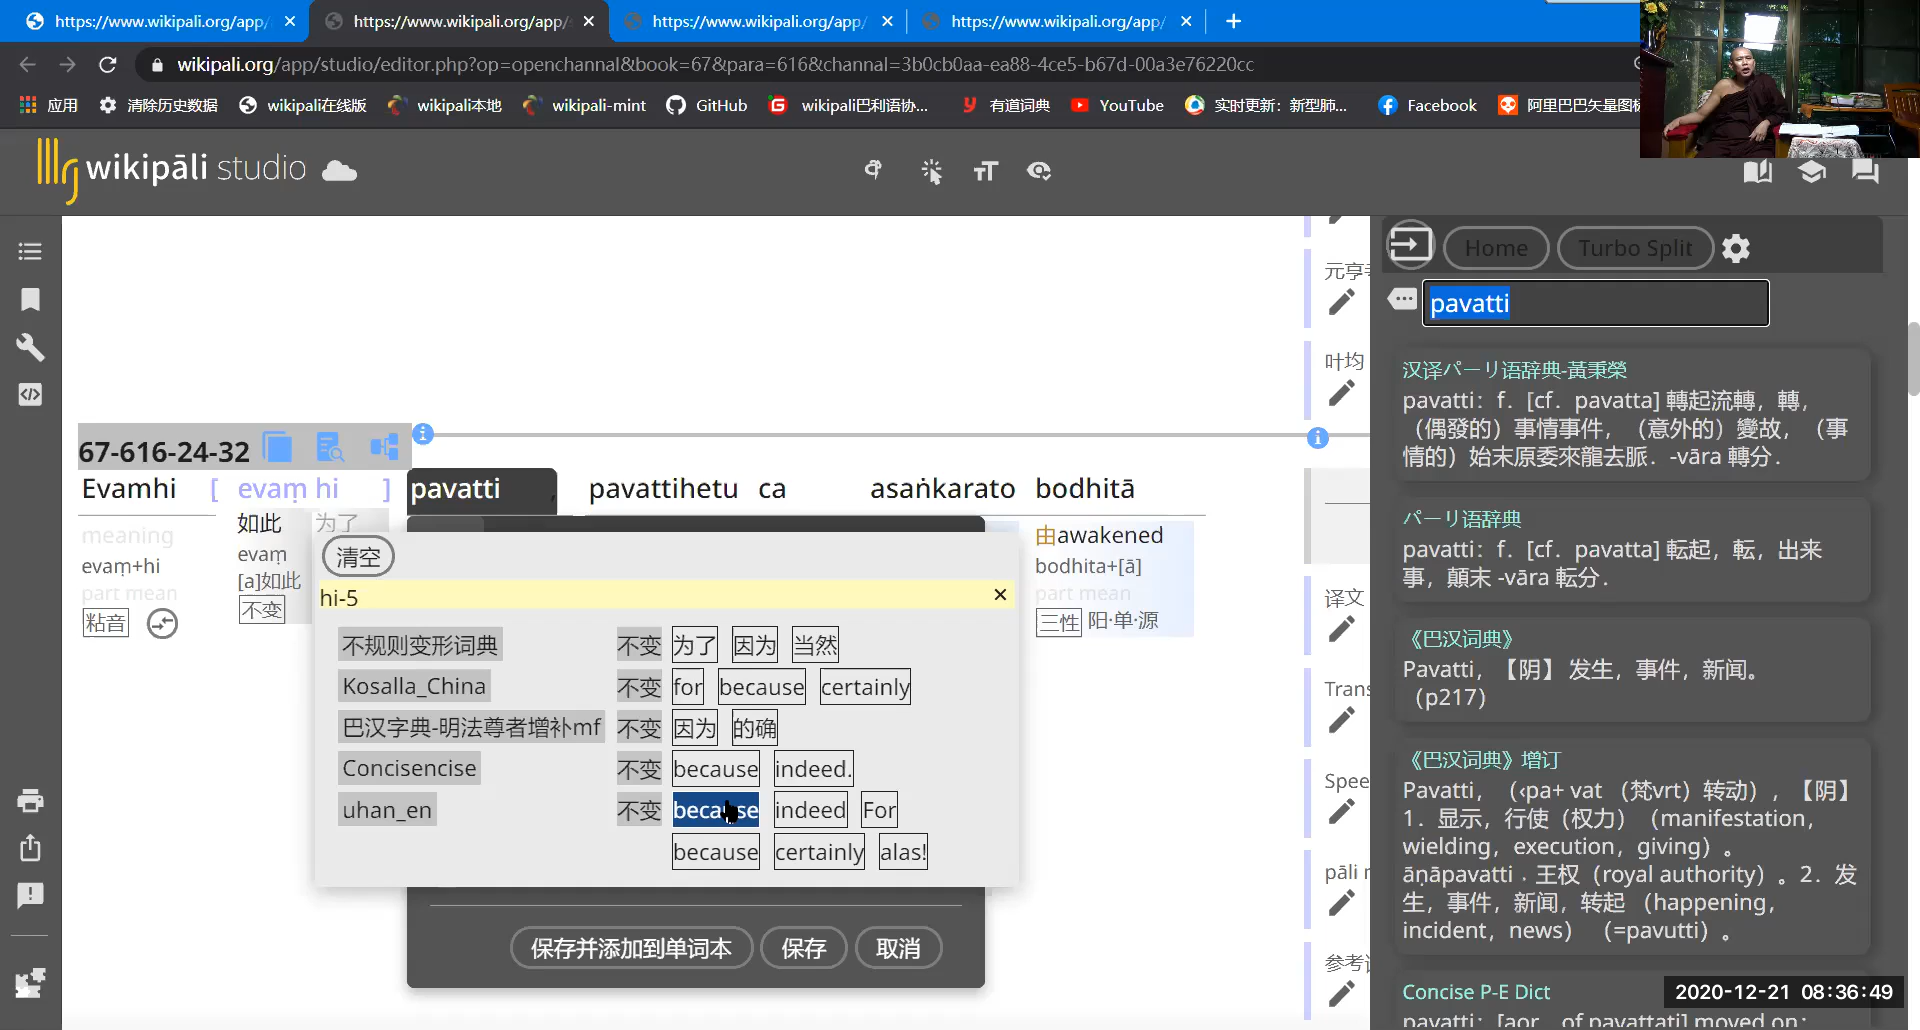 https://www.wikipali.org/app/
https://www.wikipali.org/app/
https://www.wikipali.org/app/
https://www.wikipali.org/app/
wikipali.org/app/studio/editor.php?op=openchannal&book=67&para=616&channal=3b0cb0aa-ea88-4ce5-b67d-00a3e76220cc
应用 清除历史数据 wikipali在线版 wikipali本地 wikipali-mint GitHub wikipali巴利语协... 有道词典 YouTube 实时更新：新型肺... Facebook 阿里巴巴矢量图标
wikipāli studio
Home Turbo Split
pavatti
元亨寺
叶均
汉译パーリ语辞典-黃秉榮
pavatti：f. [cf. pavatta] 轉起流轉，轉，
（偶發的）事情事件，（意外的）變故，（事
情的）始末原委來龍去脈. -vāra 轉分.
パーリ语辞典
pavatti：f. [cf. pavatta] 転起，転，出来
事，顛末 -vāra 転分.
《巴汉词典》
Pavatti，【阴】发生，事件，新闻。
（p217）
《巴汉词典》增订
Pavatti，（‹pa+ vat （梵vrt）转动），【阴】
1. 显示，行使（权力）（manifestation,
wielding, execution, giving）。
āṇāpavatti . 王权（royal authority）。2. 发
生，事件，新闻，转起 （happening,
incident, news）（=pavutti）。
Concise P-E Dict
pavatti：[aor. of pavattati] moved on;
67-616-24-32
Evamhi [ evaṃ hi ] pavatti , pavattihetu ca asaṅkarato bodhitā
meaning
evaṃ+hi
part mean
粘音
如此 为了
evaṃ
[a]如此
不变
由awakened
bodhita+[ā]
part mean
三性 阳·单·源
清空
hi-5 ×
不规则变形词典 不变 为了 因为 当然
Kosalla_China 不变 for because certainly
巴汉字典-明法尊者增补mf 不变 因为 的确
Concisencise 不变 because indeed.
uhan_en 不变 because indeed For
because certainly alas!
保存并添加到单词本 保存 取消
译文
Trans
Spee
pāli
参考
2020-12-21 08:36:49